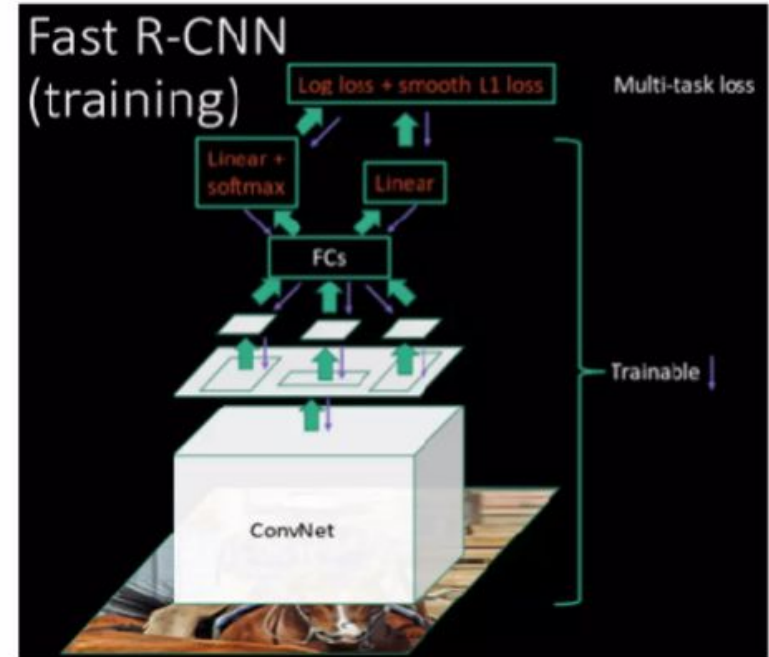 Fast R-CNN
(training)
Log loss + smooth L1 loss
Multi-task loss
Linear +
softmax
Linear
FCs
Trainable
ConvNet